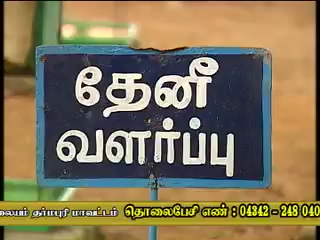 தேனீ
வளர்ப்பு
தர்மபுரி மாவட்டம் தொலைபேசி எண் : 04342 - 248 040